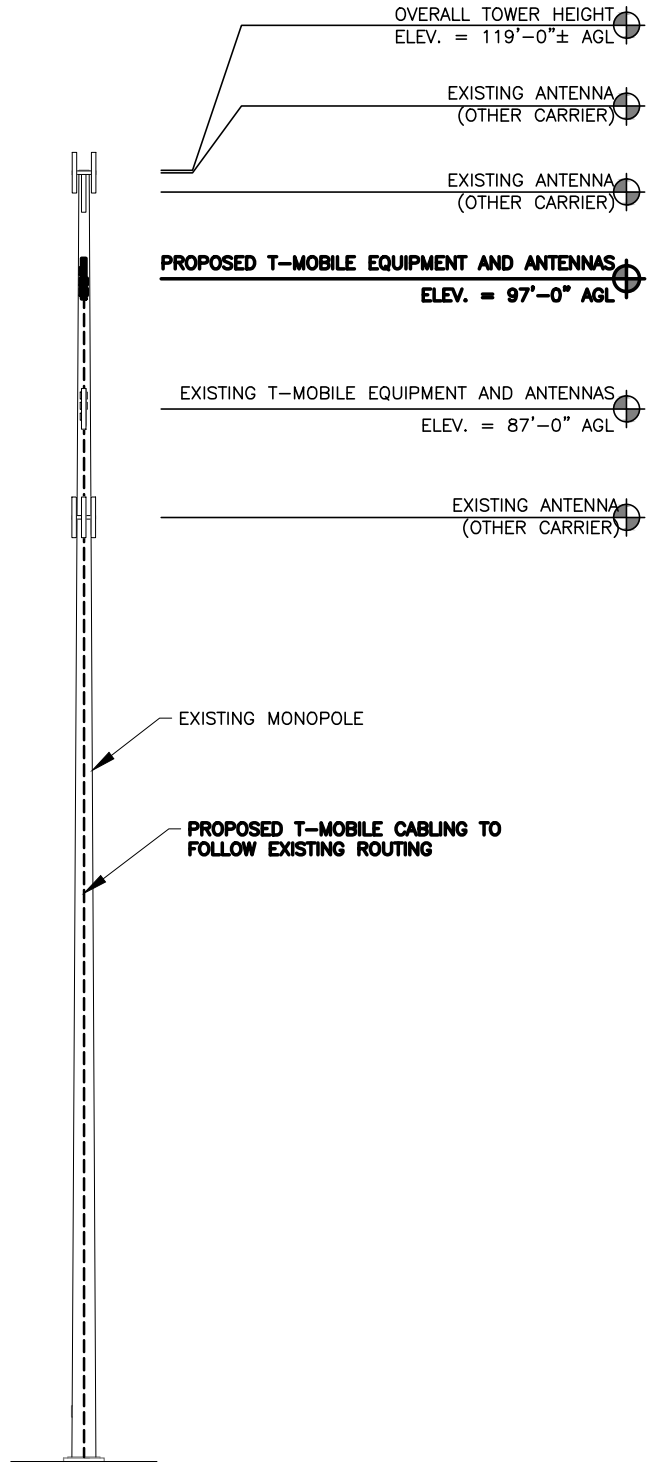 OVERALL TOWER HEIGHT
ELEV. = 119'-0"± AGL
EXISTING ANTENNA
(OTHER CARRIER)
EXISTING ANTENNA
(OTHER CARRIER)
PROPOSED T-MOBILE EQUIPMENT AND ANTENNAS
ELEV. = 97'-0" AGL
EXISTING T-MOBILE EQUIPMENT AND ANTENNAS
ELEV. = 87'-0" AGL
EXISTING ANTENNA
(OTHER CARRIER)
EXISTING MONOPOLE
PROPOSED T-MOBILE CABLING TO
FOLLOW EXISTING ROUTING